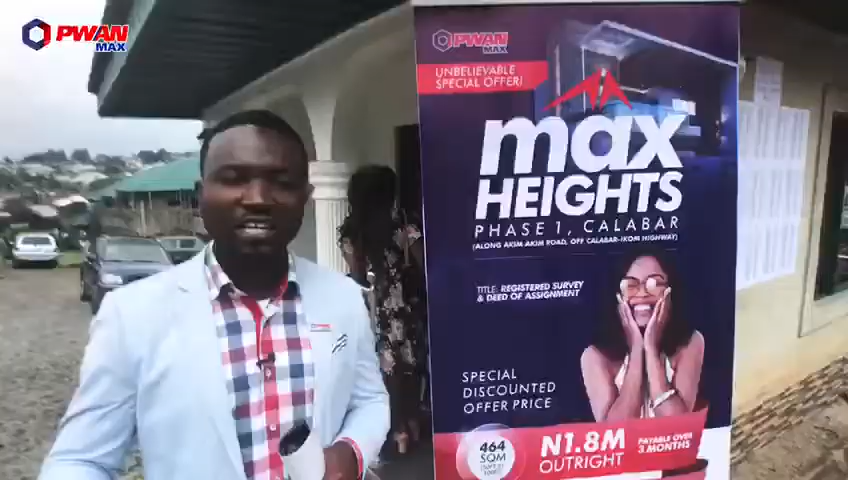 PWAN
MAX
PWAN
MAX
UNBELIEVABLE
SPECIAL OFFER!
max
HEIGHTS
PHASE 1, CALABAR
(ALONG AKIM AKIM ROAD, OFF CALABAR-IKOM HIGHWAY)
TITLE: REGISTERED SURVEY
& DEED OF ASSIGNMENT
SPECIAL
DISCOUNTED
OFFER PRICE
464
SQM
N1.8M
OUTRIGHT
PAYABLE OVER
3 MONTHS